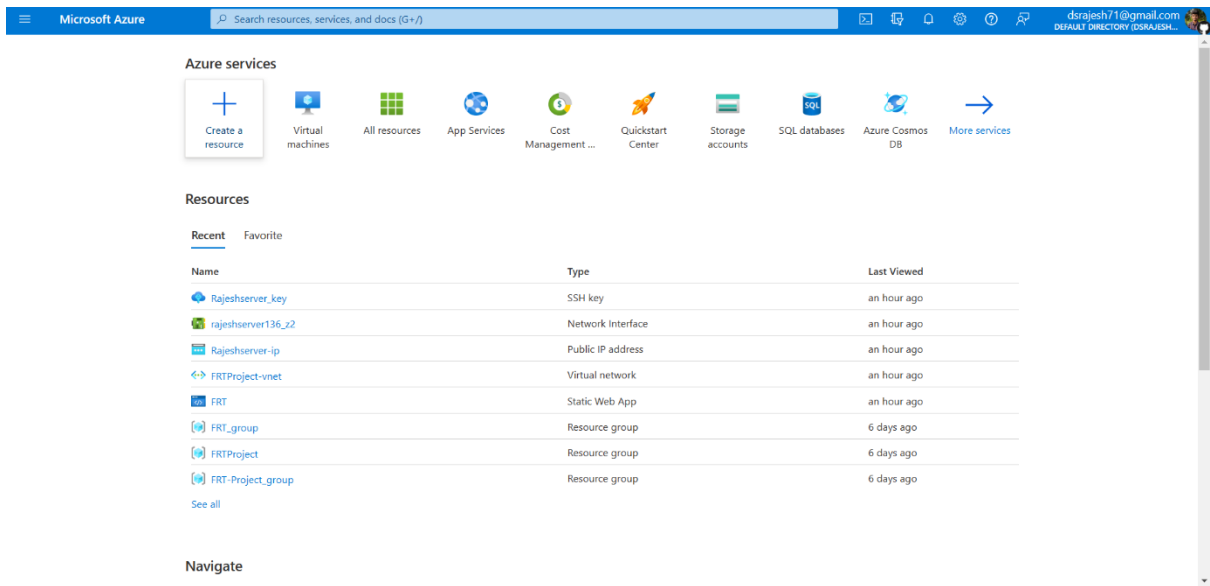 Microsoft Azure
Search resources, services, and docs (G+/)
dsrajesh71@gmail.com
DEFAULT DIRECTORY (DSRAJESH...
Azure services
Create a resource
Virtual machines
All resources
App Services
Cost Management ...
Quickstart Center
Storage accounts
SQL databases
Azure Cosmos DB
More services
Resources
Recent Favorite
Name Type Last Viewed
Rajeshserver_key SSH key an hour ago
rajeshserver136_z2 Network Interface an hour ago
Rajeshserver-ip Public IP address an hour ago
FRTProject-vnet Virtual network an hour ago
FRT Static Web App an hour ago
FRT_group Resource group 6 days ago
FRTProject Resource group 6 days ago
FRT-Project_group Resource group 6 days ago
See all
Navigate